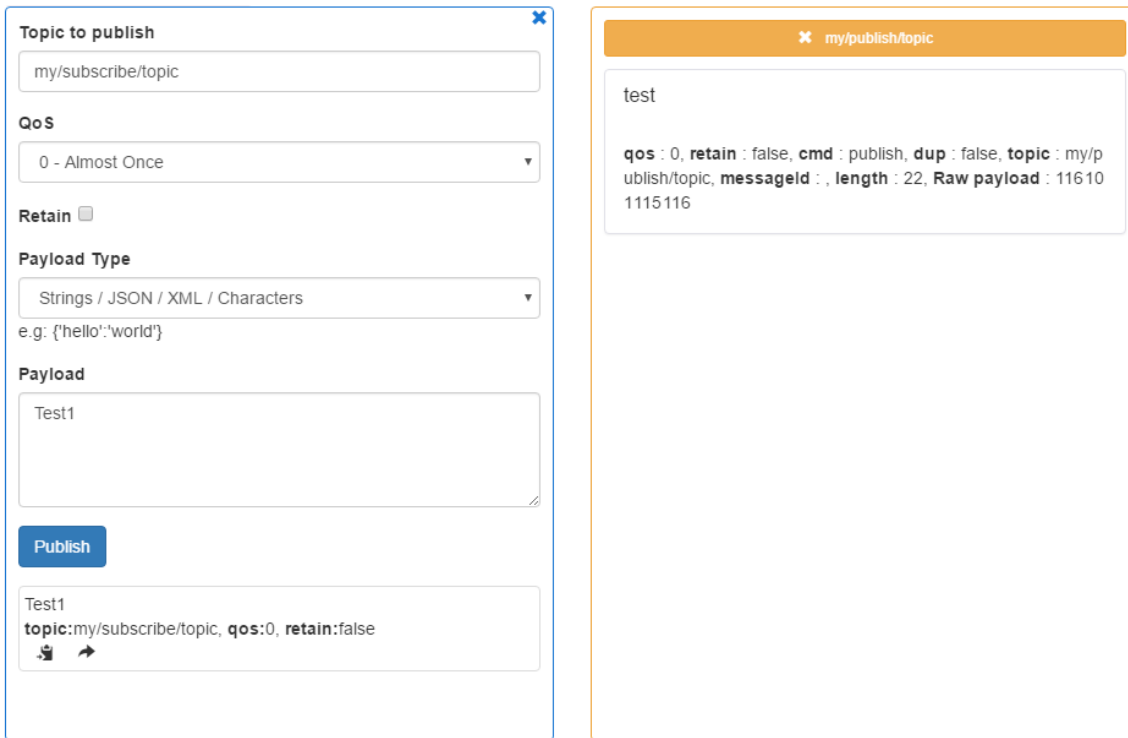 Topic to publish
my/subscribe/topic
QoS
0 - Almost Once
Retain
Payload Type
Strings / JSON / XML / Characters
e.g: {'hello':'world'}
Payload
Test1
Publish
Test1
topic:my/subscribe/topic, qos:0, retain:false
my/publish/topic
test
qos : 0, retain : false, cmd : publish, dup : false, topic : my/p
ublish/topic, messageId : , length : 22, Raw payload : 11610
1115116